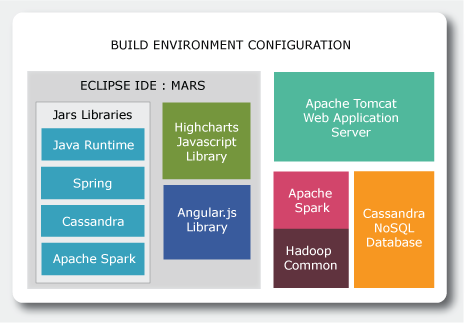 BUILD ENVIRONMENT CONFIGURATION
ECLIPSE IDE : MARS
Jars Libraries
Java Runtime
Spring
Cassandra
Apache Spark
Highcharts
Javascript
Library
Angular.js
Library
Apache Tomcat
Web Application
Server
Apache
Spark
Hadoop
Common
Cassandra
NoSQL
Database